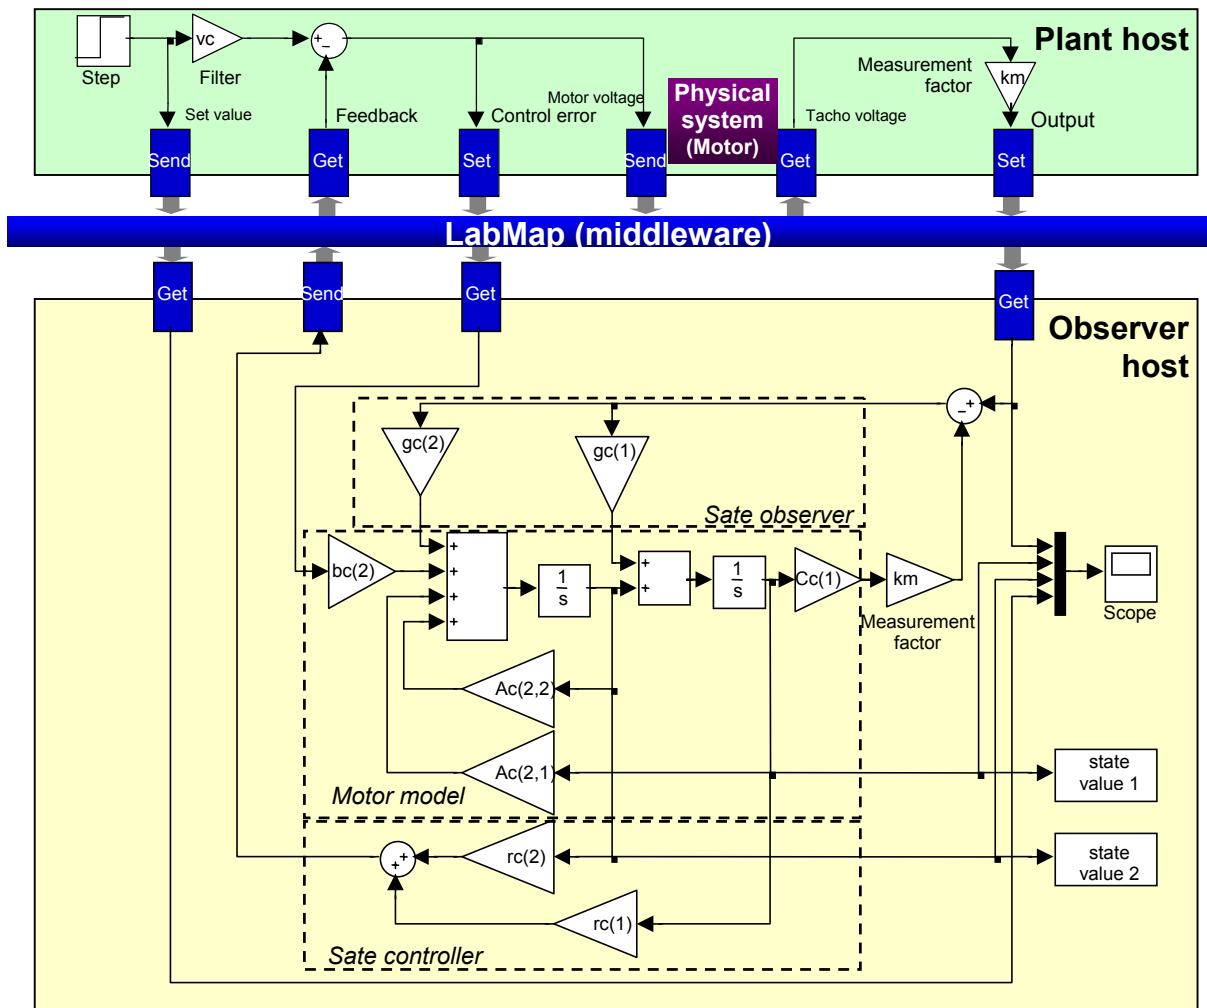 Plant host
Step
vc
Filter
+
−
Set value
Feedback
Control error
Motor voltage
Physical
system
(Motor)
Tacho voltage
Measurement
factor
km
Output
Send
Get
Set
Send
Get
Set
LabMap (middleware)
Get
Send
Get
Get
Observer
host
−
+
gc(2)
gc(1)
Sate observer
bc(2)
+
+
+
+
1
s
+
+
1
s
Cc(1)
km
Measurement
factor
Scope
Ac(2,2)
Ac(2,1)
Motor model
state
value 1
+
+
rc(2)
state
value 2
rc(1)
Sate controller